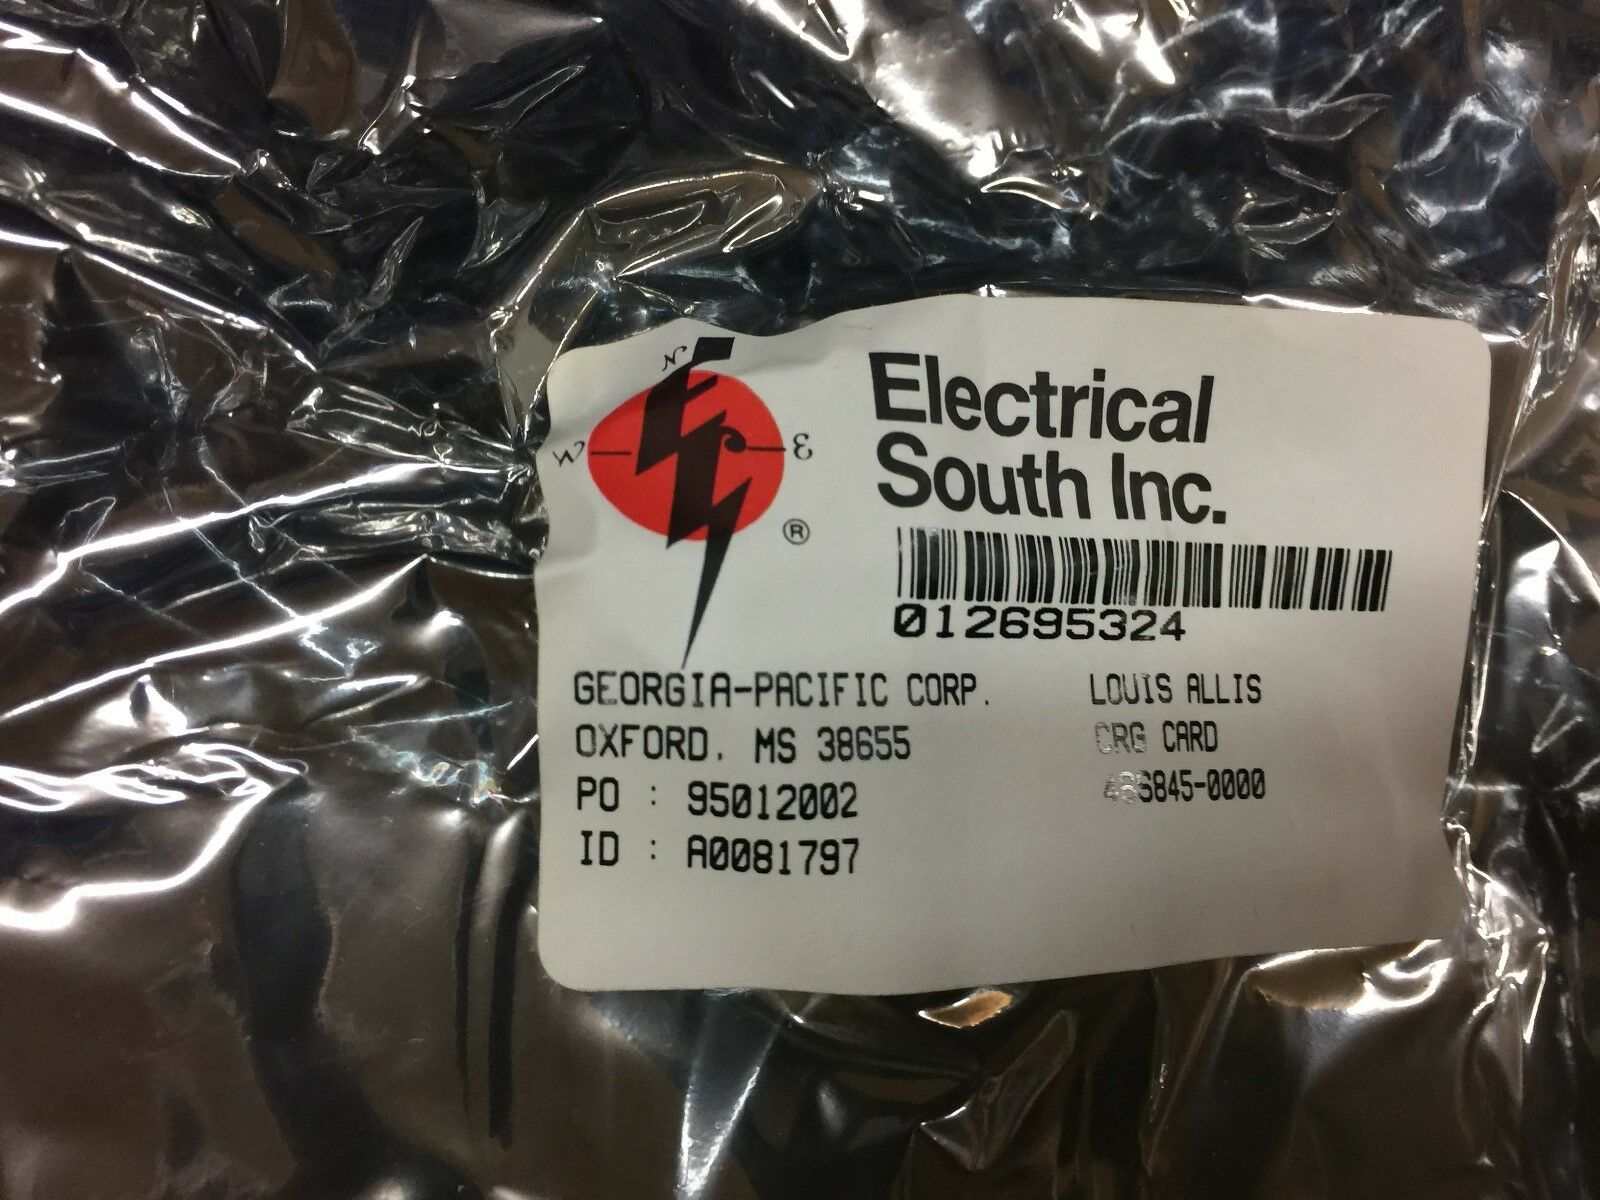 N
W
E
®
Electrical
South Inc.
012695324
GEORGIA-PACIFIC CORP.
OXFORD, MS 38655
PO : 95012002
ID : A0081797
LOUIS ALLIS
CRG CARD